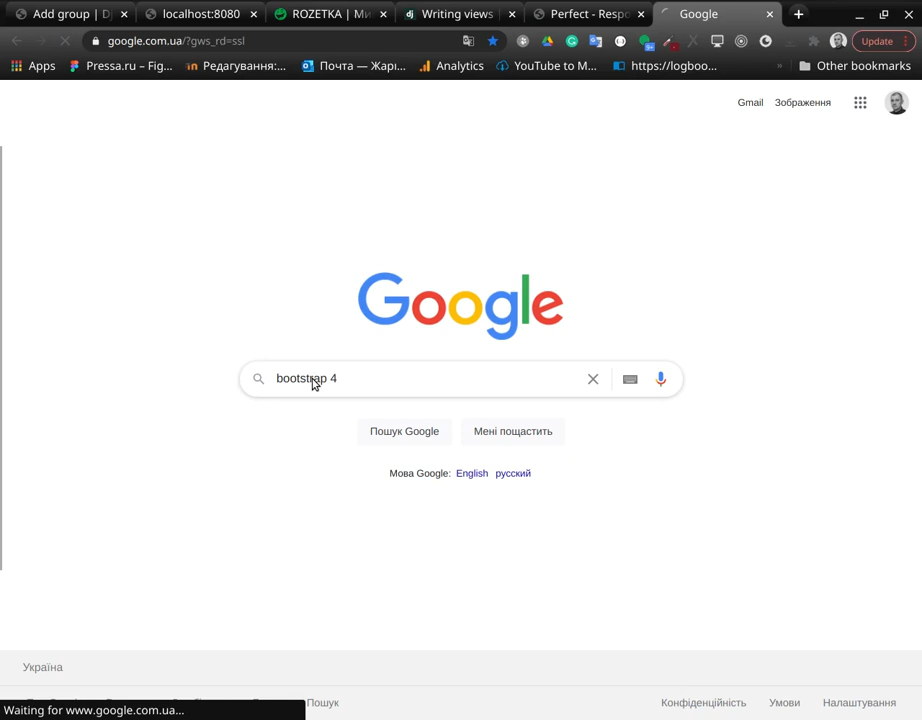 Add group | Dj
localhost:8080
ROZETKA | Ми
Writing views
Perfect - Respo
Google
google.com.ua/?gws_rd=ssl
Update
Apps
Pressa.ru – Fig...
Редагування:...
Почта — Жарі...
Analytics
YouTube to M...
https://logboo...
»
Other bookmarks
Gmail
Зображення
Google
bootstrap 4
Пошук Google
Мені пощастить
Мова Google: English русский
Україна
Пошук
Конфіденційність
Умови
Налаштування
Waiting for www.google.com.ua...